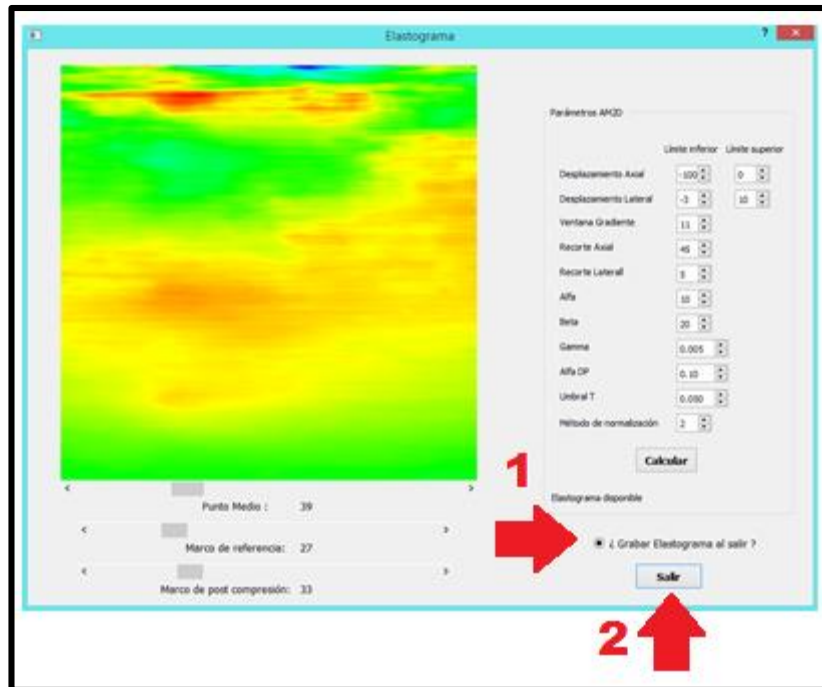 Elastograma
? ×
Parámetros AM2D
Límite inferior Límite superior
Desplazamiento Axial -100 0
Desplazamiento Lateral -3 10
Ventana Gradiente 11
Recorte Axial 45
Recorte Laterall 5
Alfa 10
Beta 20
Gamma 0.005
Alfa DP 0.10
Umbral T 0.000
Método de normalización 2
Calcular
Elastograma disponible
< >
Punto Medio : 39
< >
Marco de referencia: 27
< >
Marco de post compresión: 33
1
¿ Grabar Elastograma al salir ?
Salir
2